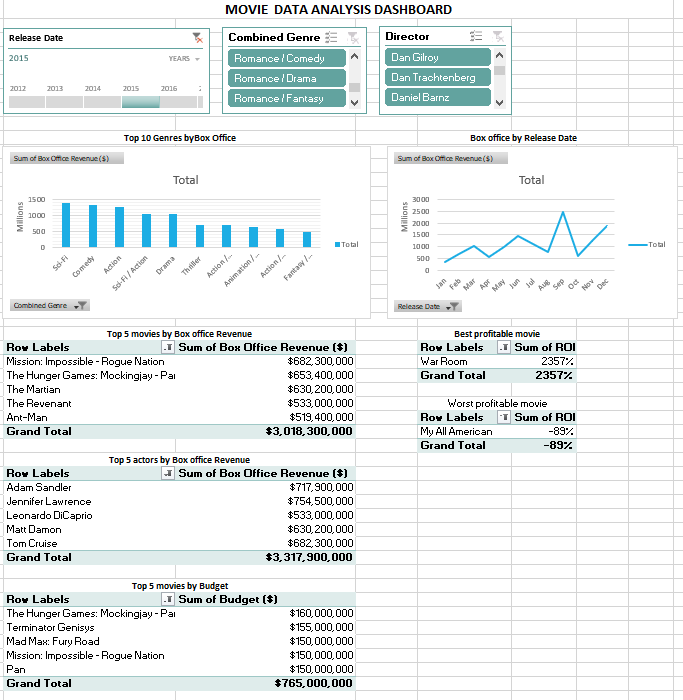 MOVIE DATA ANALYSIS DASHBOARD
Release Date
2015 YEARS
2012 2013 2014 2015 2016
Combined Genre
Romance / Comedy
Romance / Drama
Romance / Fantasy
Director
Dan Gilroy
Dan Trachtenberg
Daniel Barnz
Top 10 Genres byBox Office
Sum of Box Office Revenue ($)
Total
Millions
1500
1000
500
0
Sci-Fi
Comedy
Action
Sci-Fi / Action
Drama
Thriller
Action /...
Animation /...
Action /...
Fantasy /...
Total
Combined Genre
Box office by Release Date
Sum of Box Office Revenue ($)
Total
Millions
3000
2500
2000
1500
1000
500
0
Jan Feb Mar Apr May Jun Jul Aug Sep Oct Nov Dec
Total
Release Date
Top 5 movies by Box office Revenue
Row Labels Sum of Box Office Revenue ($)
Mission: Impossible - Rogue Nation $682,300,000
The Hunger Games: Mockingjay - Pa $653,400,000
The Martian $630,200,000
The Revenant $533,000,000
Ant-Man $519,400,000
Grand Total $3,018,300,000
Best profitable movie
Row Labels Sum of ROI
War Room 2357%
Grand Total 2357%
Worst profitable movie
Row Labels Sum of ROI
My All American -89%
Grand Total -89%
Top 5 actors by Box office Revenue
Row Labels Sum of Box Office Revenue ($)
Adam Sandler $717,900,000
Jennifer Lawrence $754,500,000
Leonardo DiCaprio $533,000,000
Matt Damon $630,200,000
Tom Cruise $682,300,000
Grand Total $3,317,900,000
Top 5 movies by Budget
Row Labels Sum of Budget ($)
The Hunger Games: Mockingjay - Pa $160,000,000
Terminator Genisys $155,000,000
Mad Max: Fury Road $150,000,000
Mission: Impossible - Rogue Nation $150,000,000
Pan $150,000,000
Grand Total $765,000,000